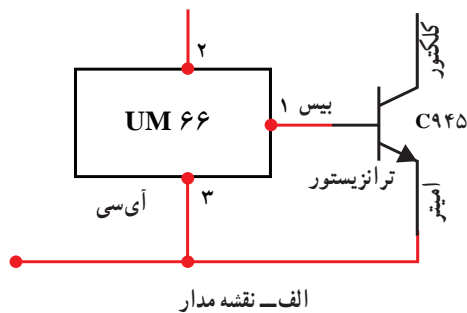 کلکتور
۲
۱ بیس
UM ۶۶
C۹۴۵
ترانزیستور
۳
آی‌سی
امیتر
الف ــ نقشه مدار